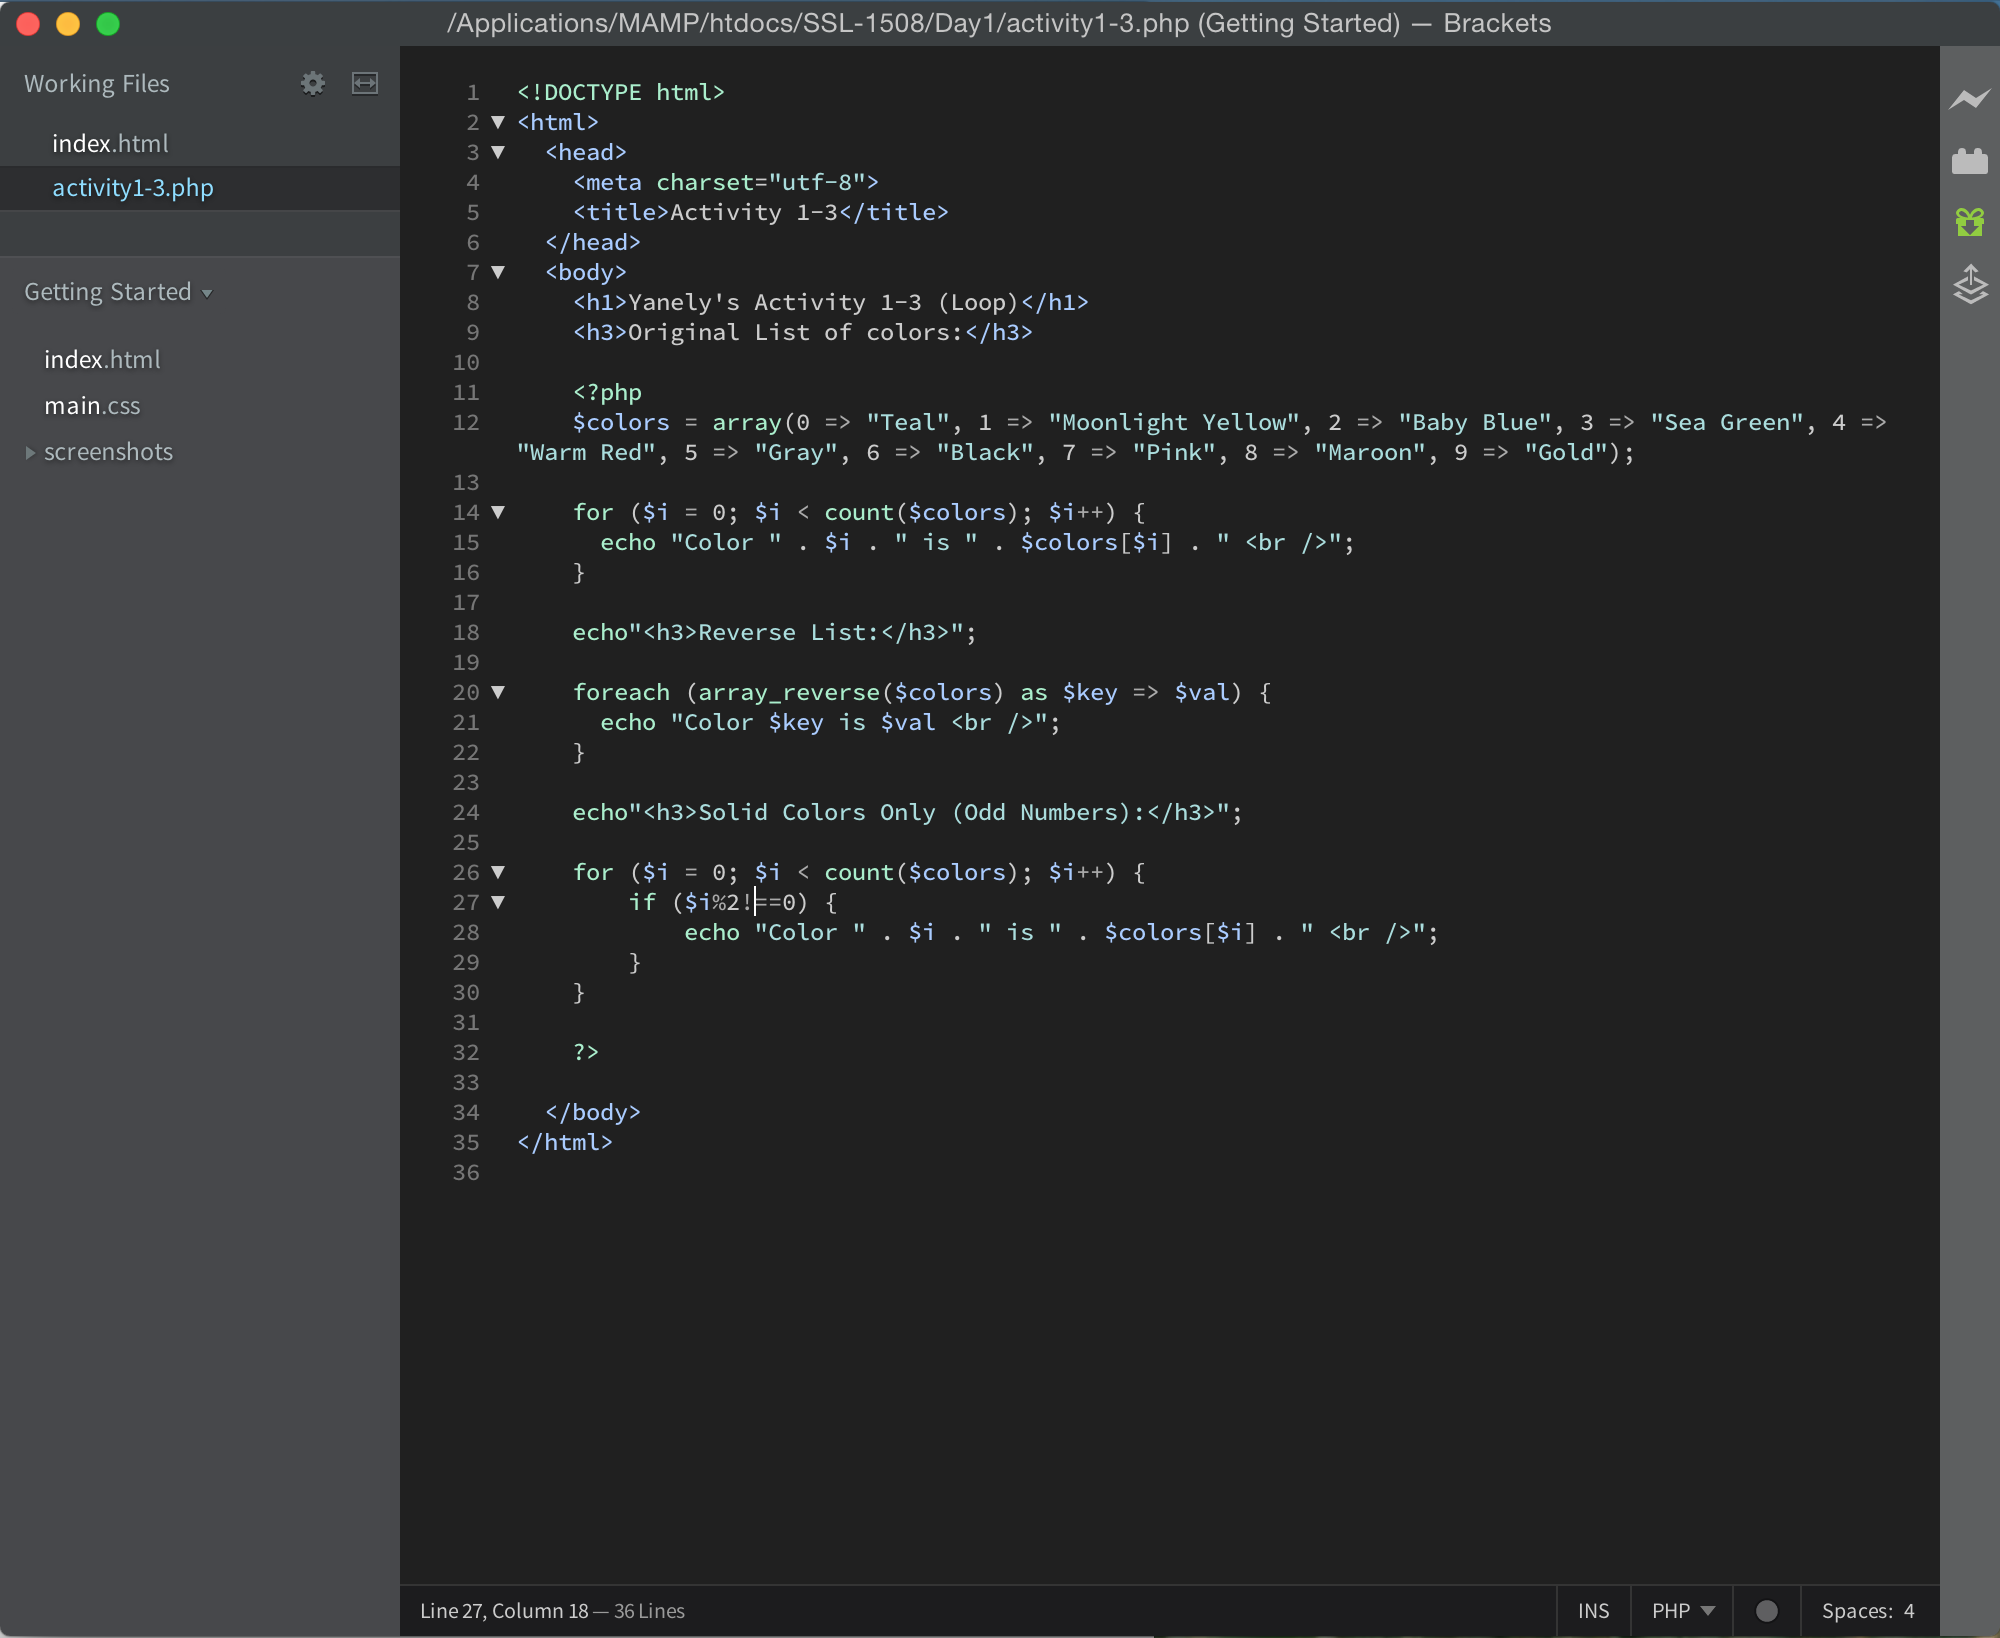 /Applications/MAMP/htdocs/SSL-1508/Day1/activity1-3.php (Getting Started) — Brackets
Working Files
index.html
activity1-3.php
Getting Started
index.html
main.css
screenshots
1 <!DOCTYPE html>
2 <html>
3 <head>
4 <meta charset="utf-8">
5 <title>Activity 1-3</title>
6 </head>
7 <body>
8 <h1>Yanely's Activity 1-3 (Loop)</h1>
9 <h3>Original List of colors:</h3>
10
11 <?php
12 $colors = array(0 => "Teal", 1 => "Moonlight Yellow", 2 => "Baby Blue", 3 => "Sea Green", 4 =>
"Warm Red", 5 => "Gray", 6 => "Black", 7 => "Pink", 8 => "Maroon", 9 => "Gold");
13
14 for ($i = 0; $i < count($colors); $i++) {
15 echo "Color " . $i . " is " . $colors[$i] . " <br />";
16 }
17
18 echo"<h3>Reverse List:</h3>";
19
20 foreach (array_reverse($colors) as $key => $val) {
21 echo "Color $key is $val <br />";
22 }
23
24 echo"<h3>Solid Colors Only (Odd Numbers):</h3>";
25
26 for ($i = 0; $i < count($colors); $i++) {
27 if ($i%2!==0) {
28 echo "Color " . $i . " is " . $colors[$i] . " <br />";
29 }
30 }
31
32 ?>
33
34 </body>
35 </html>
36
Line 27, Column 18 — 36 Lines
INS
PHP
Spaces: 4